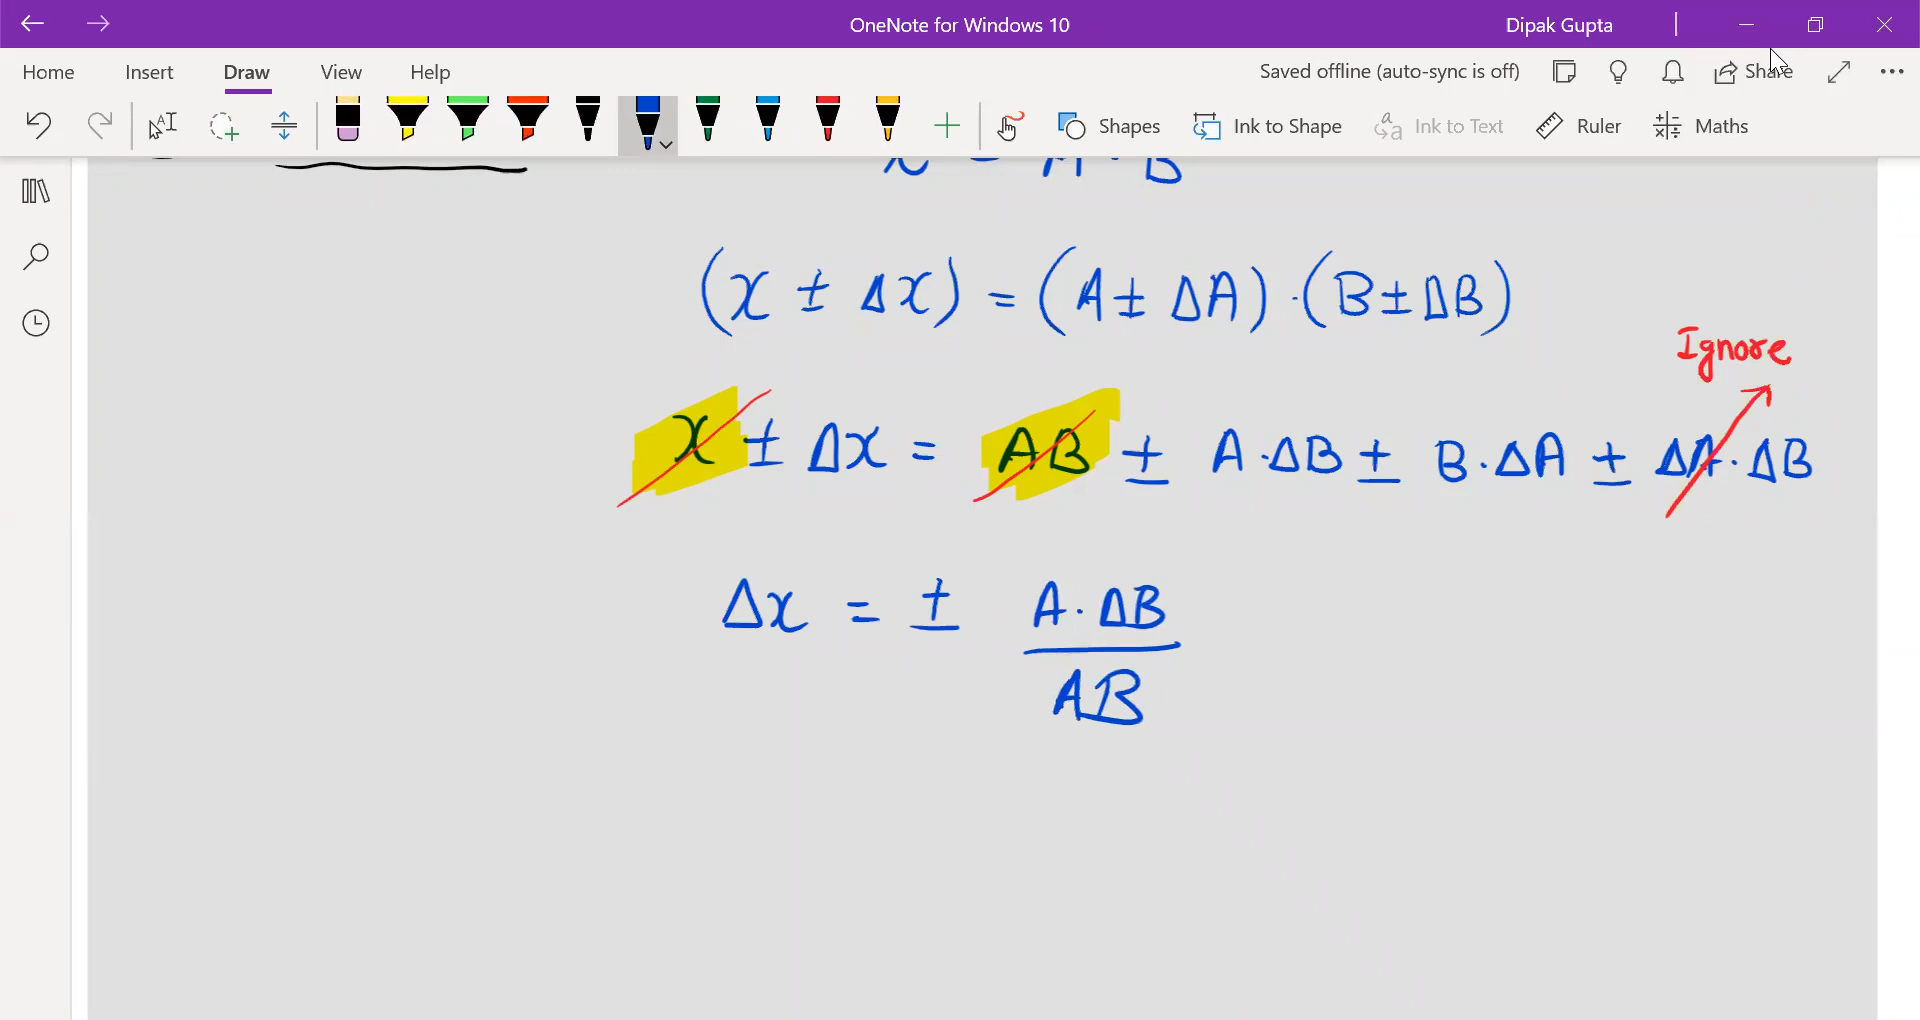 OneNote for Windows 10
Dipak Gupta
Home Insert Draw View Help
Saved offline (auto-sync is off)
Share
Shapes
Ink to Shape
Ink to Text
Ruler
Maths
x = A · B
(x ± Δx) = (A ± ΔA) · (B ± ΔB)
Ignore
x ± Δx = AB ± A·ΔB ± B·ΔA ± ΔA·ΔB
Δx = ± A·ΔB
AB